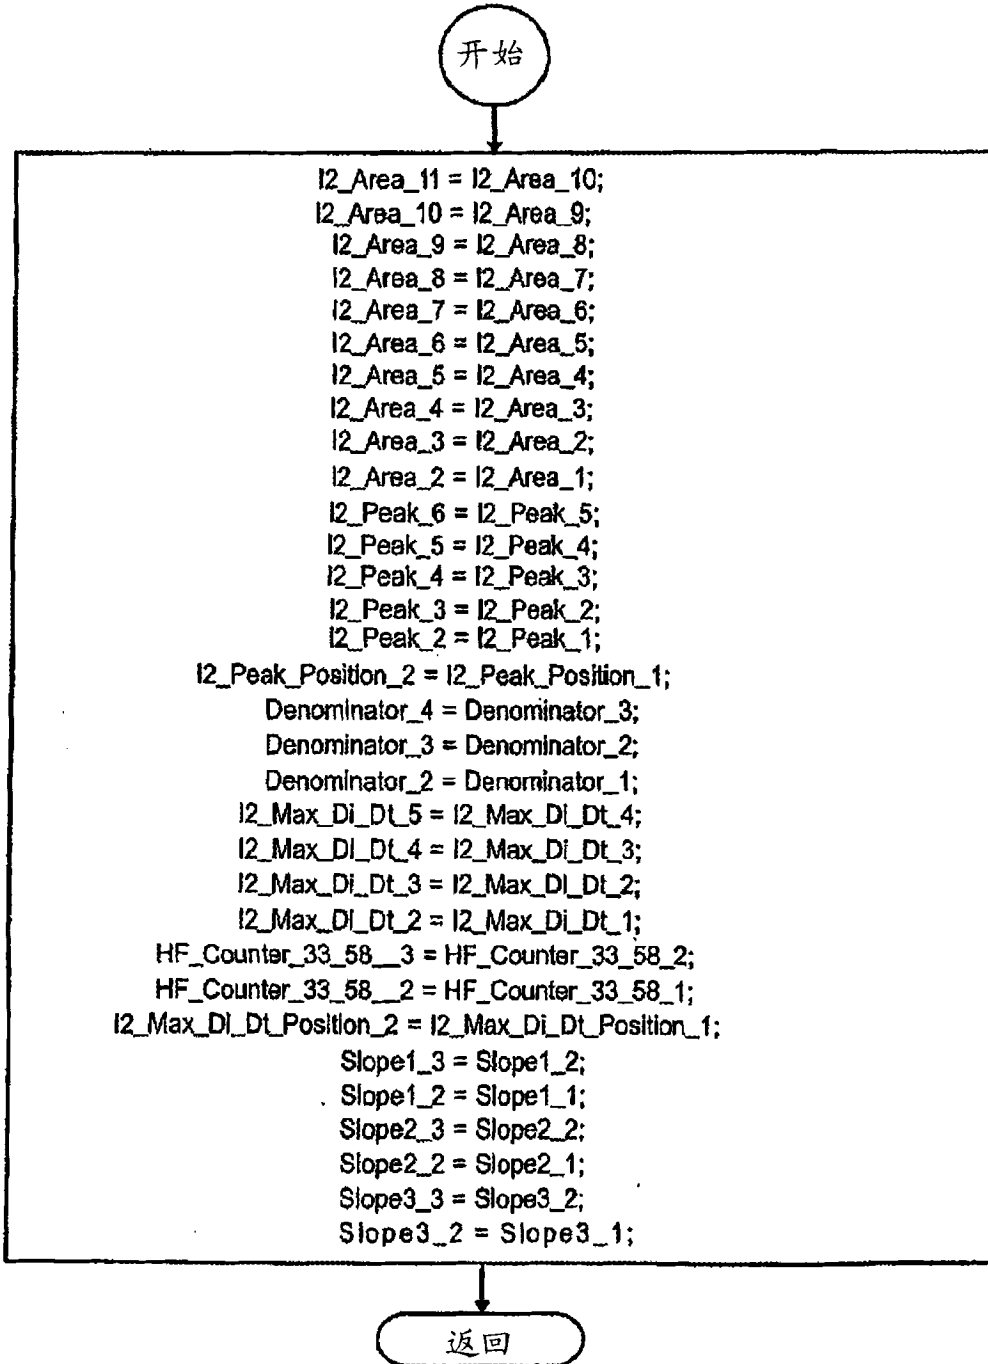 开始
I2_Area_11 = I2_Area_10;
I2_Area_10 = I2_Area_9;
I2_Area_9 = I2_Area_8;
I2_Area_8 = I2_Area_7;
I2_Area_7 = I2_Area_6;
I2_Area_6 = I2_Area_5;
I2_Area_5 = I2_Area_4;
I2_Area_4 = I2_Area_3;
I2_Area_3 = I2_Area_2;
I2_Area_2 = I2_Area_1;
I2_Peak_6 = I2_Peak_5;
I2_Peak_5 = I2_Peak_4;
I2_Peak_4 = I2_Peak_3;
I2_Peak_3 = I2_Peak_2;
I2_Peak_2 = I2_Peak_1;
I2_Peak_Position_2 = I2_Peak_Position_1;
Denominator_4 = Denominator_3;
Denominator_3 = Denominator_2;
Denominator_2 = Denominator_1;
I2_Max_Di_Dt_5 = I2_Max_Di_Dt_4;
I2_Max_Di_Dt_4 = I2_Max_Di_Dt_3;
I2_Max_Di_Dt_3 = I2_Max_Di_Dt_2;
I2_Max_Di_Dt_2 = I2_Max_Di_Dt_1;
HF_Counter_33_58__3 = HF_Counter_33_58_2;
HF_Counter_33_58__2 = HF_Counter_33_58_1;
I2_Max_Di_Dt_Position_2 = I2_Max_Di_Dt_Position_1;
Slope1_3 = Slope1_2;
Slope1_2 = Slope1_1;
Slope2_3 = Slope2_2;
Slope2_2 = Slope2_1;
Slope3_3 = Slope3_2;
Slope3_2 = Slope3_1;
返回